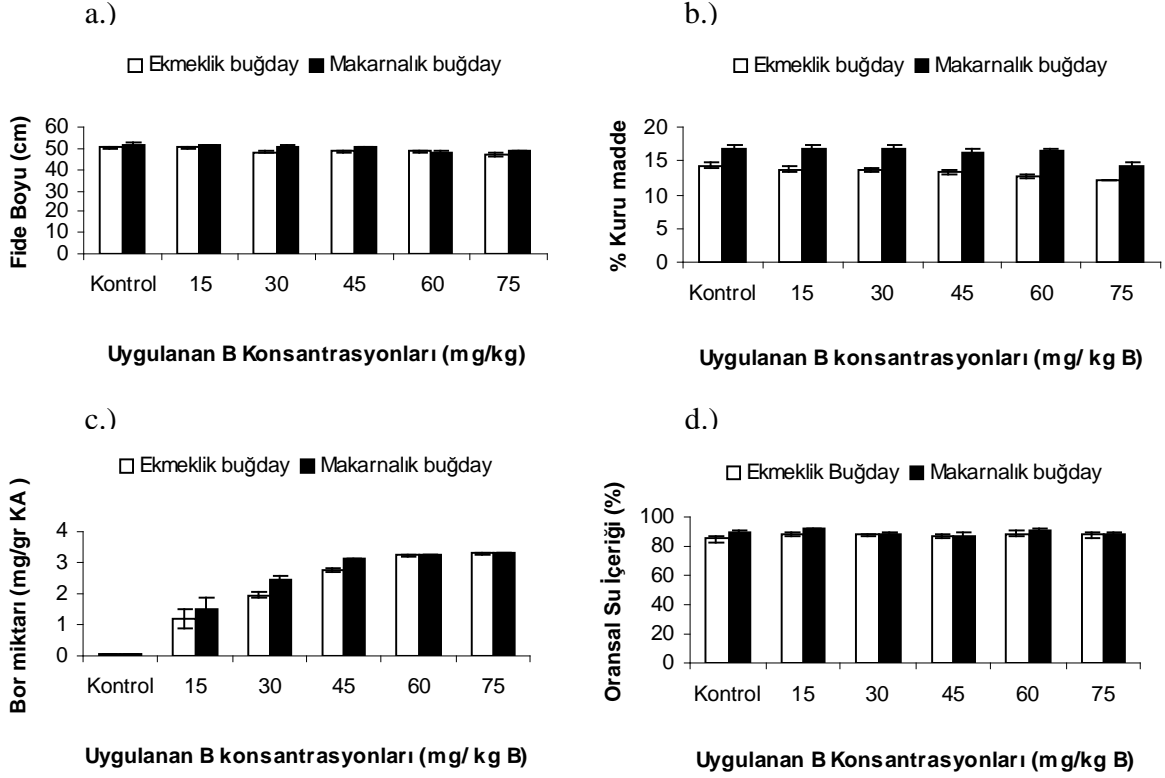 a.)
Ekmeklik buğday Makarnalık buğday
Fide Boyu (cm)
60
50
40
30
20
10
0
Kontrol 15 30 45 60 75
Uygulanan B Konsantrasyonları (mg/kg)
b.)
Ekmeklik buğday Makarnalık buğday
% Kuru madde
20
15
10
5
0
Kontrol 15 30 45 60 75
Uygulanan B konsantrasyonları (mg/ kg B)
c.)
Ekmeklik buğday Makarnalık buğday
Bor miktarı (mg/gr KA )
4
3
2
1
0
Kontrol 15 30 45 60 75
Uygulanan B konsantrasyonları (mg/ kg B)
d.)
Ekmeklik Buğday Makarnalık buğday
Oransal Su İçeriği (%)
100
80
60
40
20
0
Kontrol 15 30 45 60 75
Uygulanan B Konsantrasyonları (mg/kg B)